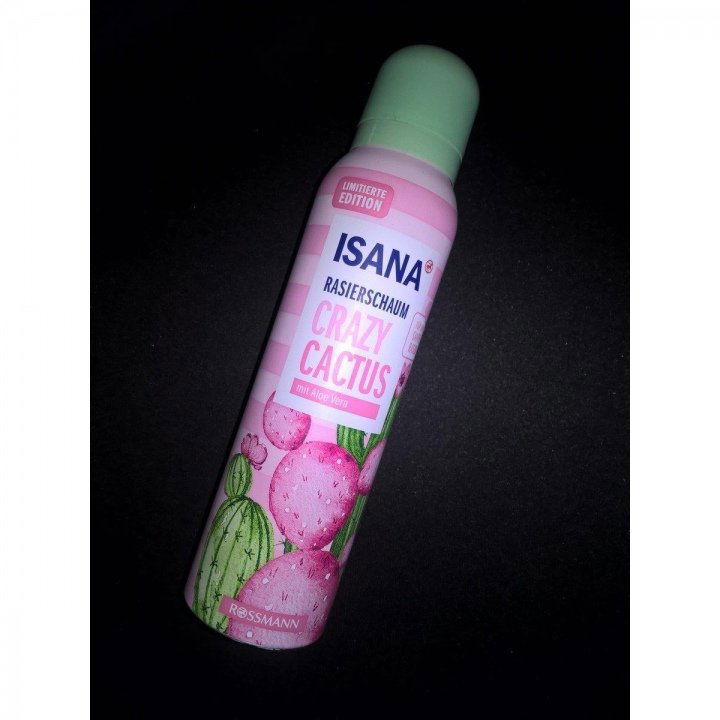 LIMITIERTE
EDITION
ISANA
RASIERSCHAUM
CRAZY
CACTUS
mit Aloe Vera
ROSSMANN